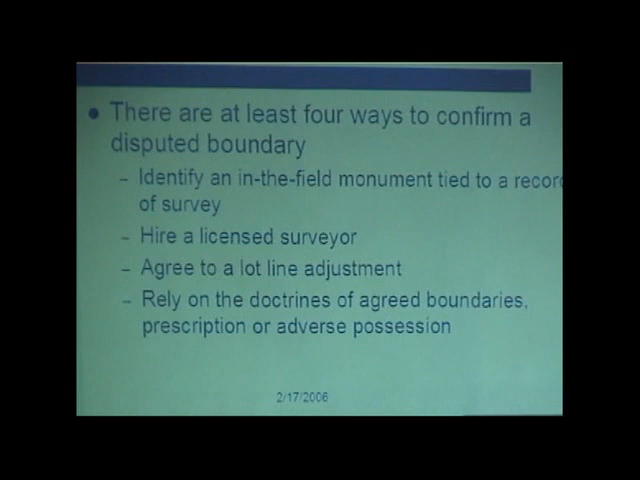 • There are at least four ways to confirm a
disputed boundary
– Identify an in-the-field monument tied to a record
of survey
– Hire a licensed surveyor
– Agree to a lot line adjustment
– Rely on the doctrines of agreed boundaries,
prescription or adverse possession
2/17/2006